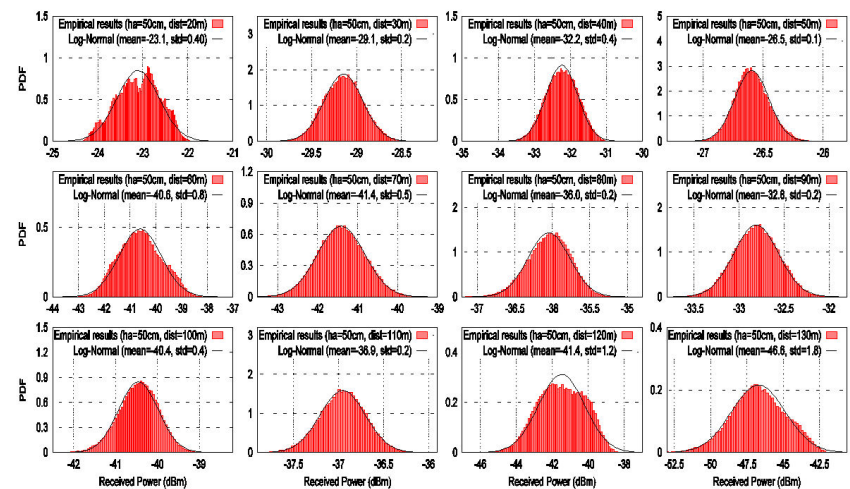 Empirical results (ha=50cm, dist=20m)
Log-Normal (mean=-23.1, std=0.40)
PDF
1.5
1
0.5
0
-25 -24 -23 -22 -21
Empirical results (ha=50cm, dist=30m)
Log-Normal (mean=-29.1, std=0.2)
3
2
1
0
-30 -29.5 -29 -28.5
Empirical results (ha=50cm, dist=40m)
Log-Normal (mean=-32.2, std=0.4)
1.5
1
0.5
0
-35 -34 -33 -32 -31 -30
Empirical results (ha=50cm, dist=50m)
Log-Normal (mean=-26.5, std=0.1)
5
4
3
2
1
0
-27 -26.5 -26
Empirical results (ha=50cm, dist=60m)
Log-Normal (mean=-40.6, std=0.8)
PDF
0.5
0
-44 -43 -42 -41 -40 -39 -38 -37
Empirical results (ha=50cm, dist=70m)
Log-Normal (mean=-41.4, std=0.5)
1.2
0.9
0.6
0.3
0
-43 -42 -41 -40 -39
Empirical results (ha=50cm, dist=80m)
Log-Normal (mean=-36.0, std=0.2)
2
1
0
-37 -36.5 -36 -35.5 -35
Empirical results (ha=50cm, dist=90m)
Log-Normal (mean=-32.8, std=0.2)
2
1
0
-33.5 -33 -32.5 -32
Empirical results (ha=50cm, dist=100m)
Log-Normal (mean=-40.4, std=0.4)
PDF
1.5
1.2
0.9
0.6
0.3
0
-42 -41 -40 -39
Received Power (dBm)
Empirical results (ha=50cm, dist=110m)
Log-Normal (mean=-36.9, std=0.2)
3
2
1
0
-37.5 -37 -36.5 -36
Received Power (dBm)
Empirical results (ha=50cm, dist=120m)
Log-Normal (mean=-41.4, std=1.2)
0.4
0.2
0
-46 -44 -42 -40 -38
Received Power (dBm)
Empirical results (ha=50cm, dist=130m)
Log-Normal (mean=-46.6, std=1.8)
0.4
0.2
0
-52.5 -50 -47.5 -45 -42.5
Received Power (dBm)